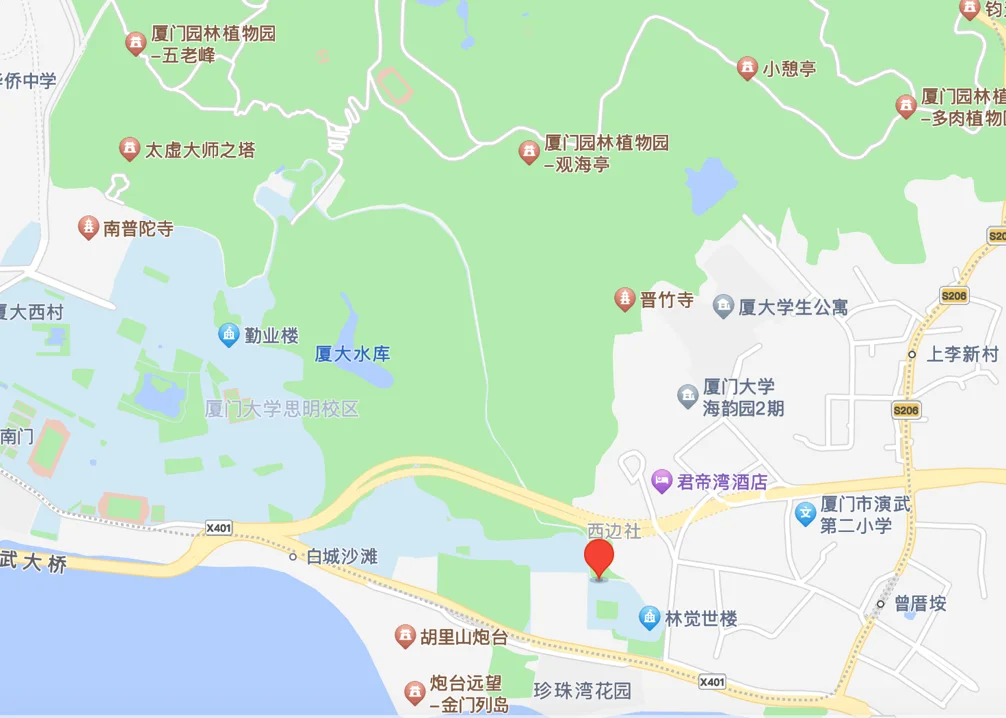 厦门园林植物园
-五老峰
侨中学
小憩亭
厦门园林植
-多肉植物
太虚大师之塔
厦门园林植物园
-观海亭
南普陀寺
S20
S206
晋竹寺
厦大学生公寓
厦大西村
勤业楼
厦大水库
上李新村
厦门大学
海韵园2期
厦门大学思明校区
S206
南门
君帝湾酒店
厦门市演武
第二小学
X401
西边社
武大桥
白城沙滩
曾厝垵
林觉世楼
胡里山炮台
炮台远望
-金门列岛
珍珠湾花园
X401